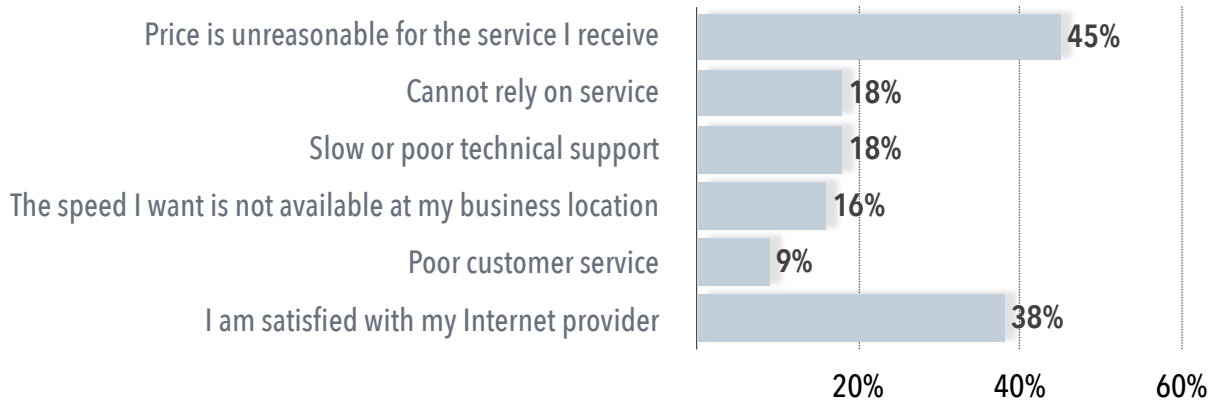 Price is unreasonable for the service I receive 45%
Cannot rely on service 18%
Slow or poor technical support 18%
The speed I want is not available at my business location 16%
Poor customer service 9%
I am satisfied with my Internet provider 38%
20% 40% 60%